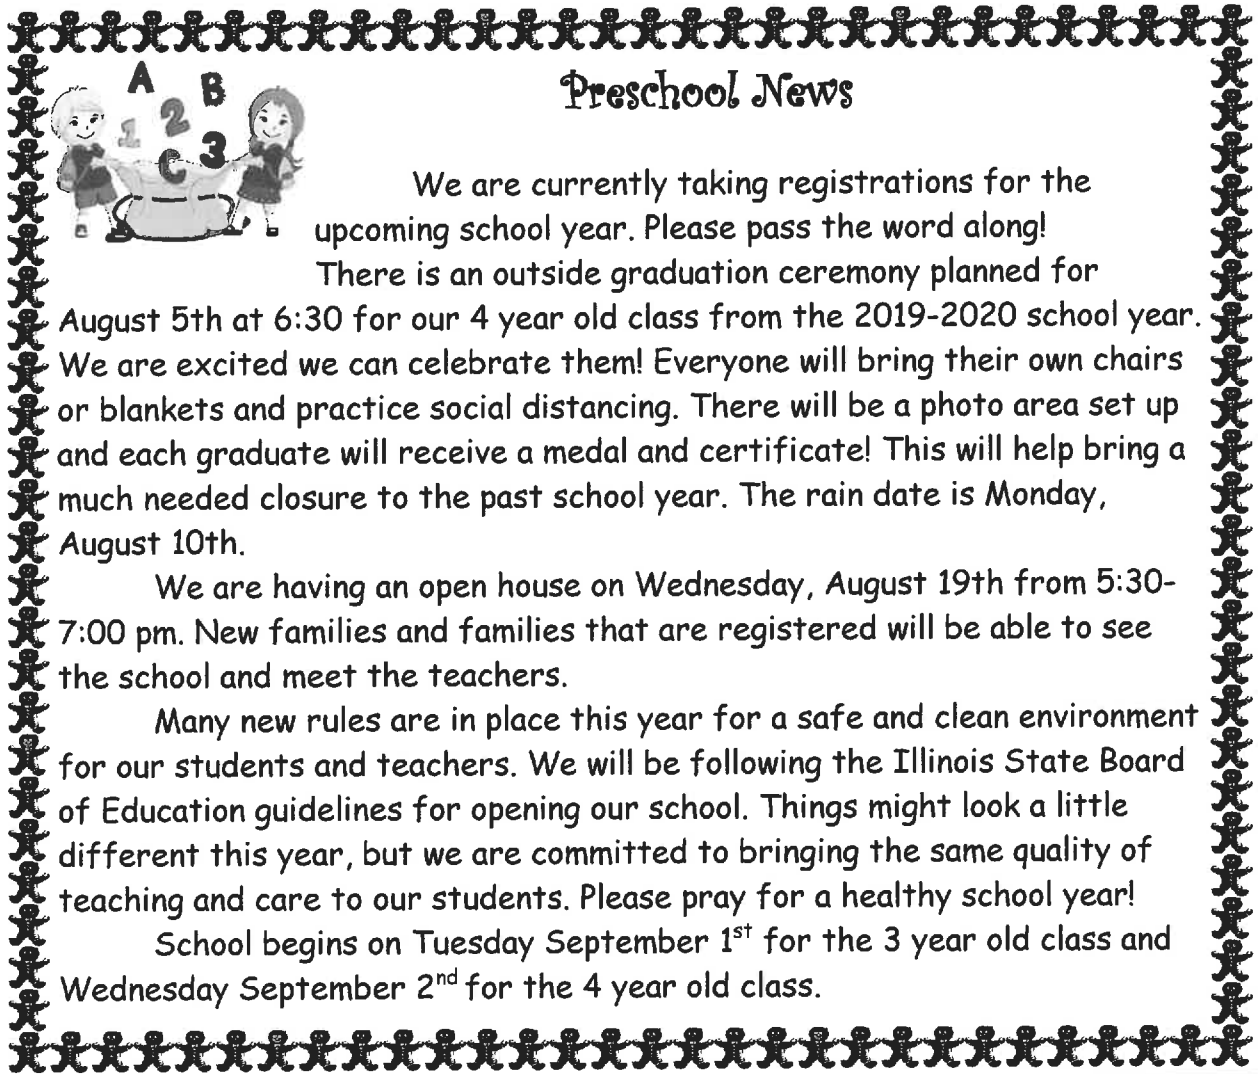 A B
1 2
C 3
Preschool News
We are currently taking registrations for the
upcoming school year. Please pass the word along!
There is an outside graduation ceremony planned for
August 5th at 6:30 for our 4 year old class from the 2019-2020 school year.
We are excited we can celebrate them! Everyone will bring their own chairs
or blankets and practice social distancing. There will be a photo area set up
and each graduate will receive a medal and certificate! This will help bring a
much needed closure to the past school year. The rain date is Monday,
August 10th.
We are having an open house on Wednesday, August 19th from 5:30-
7:00 pm. New families and families that are registered will be able to see
the school and meet the teachers.
Many new rules are in place this year for a safe and clean environment
for our students and teachers. We will be following the Illinois State Board
of Education guidelines for opening our school. Things might look a little
different this year, but we are committed to bringing the same quality of
teaching and care to our students. Please pray for a healthy school year!
School begins on Tuesday September 1st for the 3 year old class and
Wednesday September 2nd for the 4 year old class.